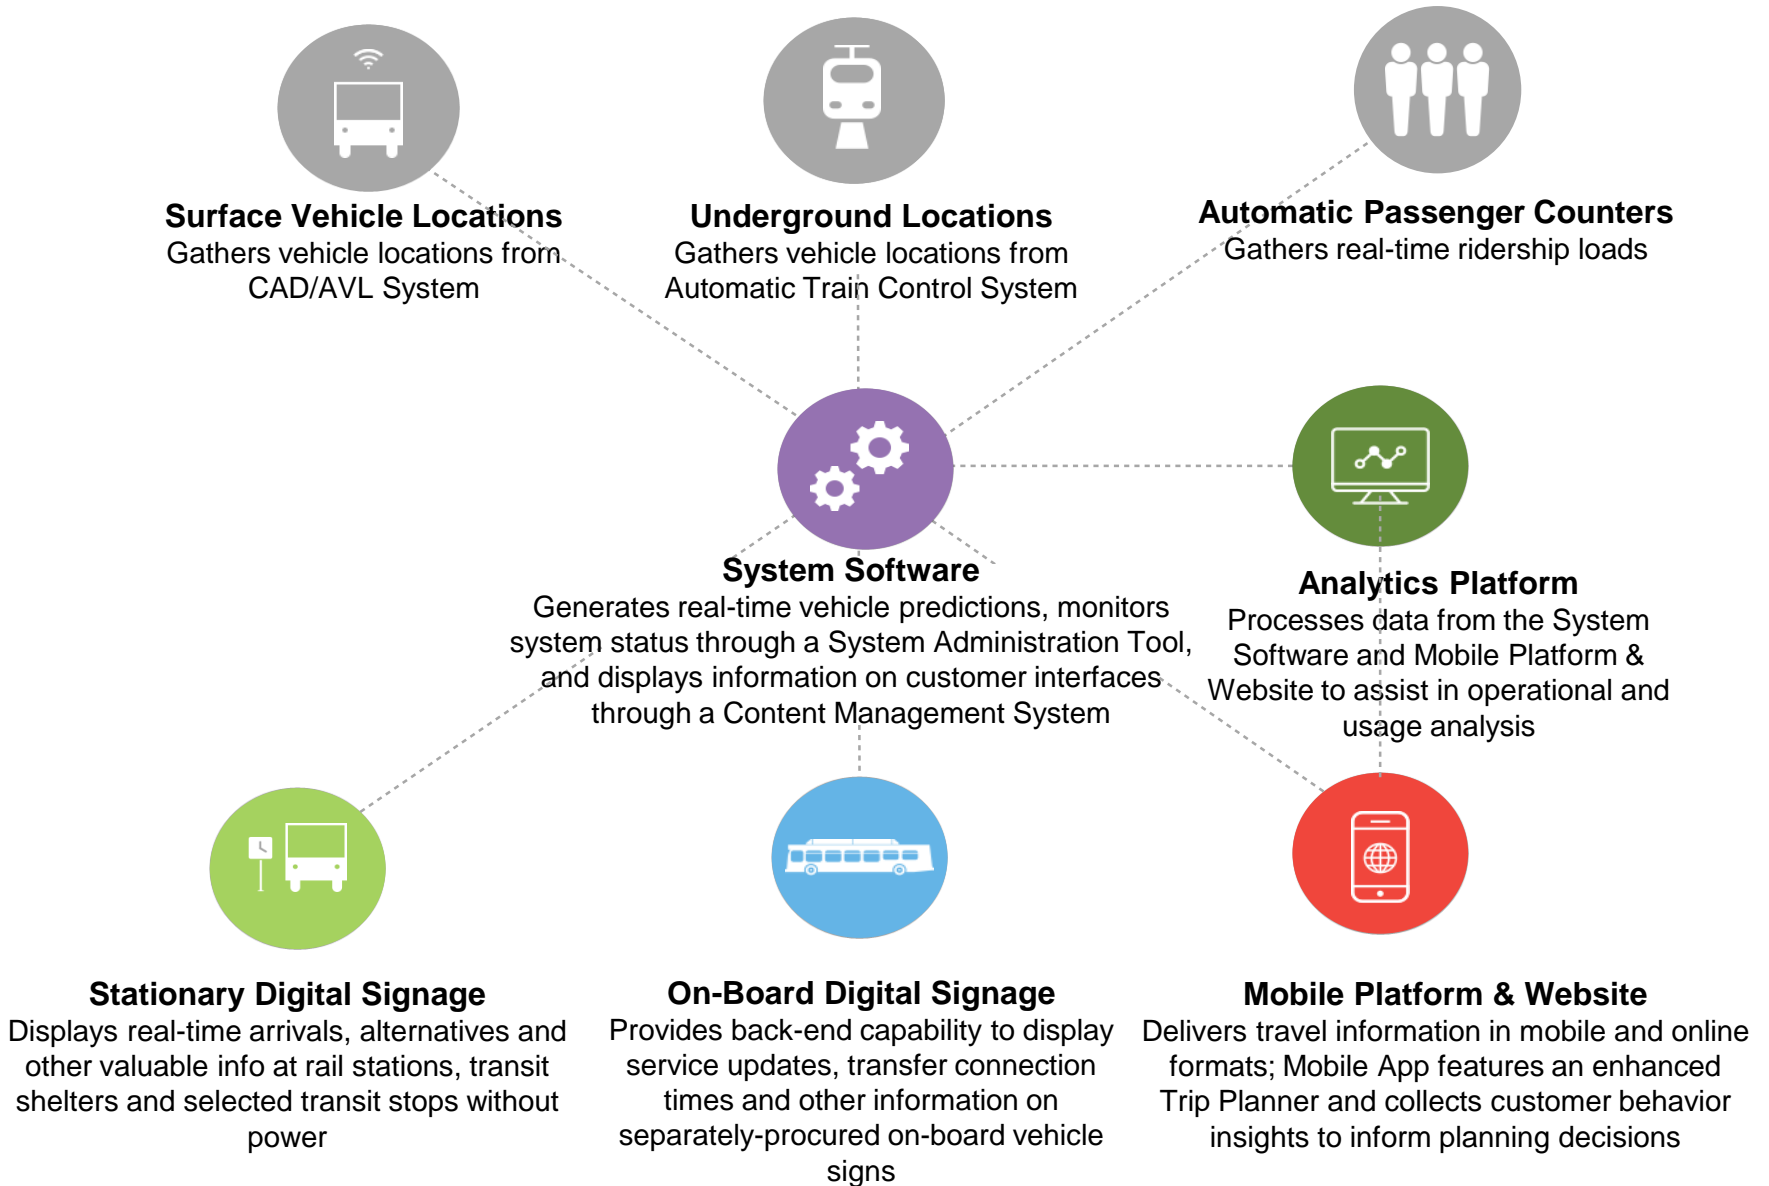 Surface Vehicle Locations
Gathers vehicle locations from
CAD/AVL System
Underground Locations
Gathers vehicle locations from
Automatic Train Control System
Automatic Passenger Counters
Gathers real-time ridership loads
System Software
Generates real-time vehicle predictions, monitors
system status through a System Administration Tool,
and displays information on customer interfaces
through a Content Management System
Analytics Platform
Processes data from the System
Software and Mobile Platform &
Website to assist in operational and
usage analysis
Stationary Digital Signage
Displays real-time arrivals, alternatives and
other valuable info at rail stations, transit
shelters and selected transit stops without
power
On-Board Digital Signage
Provides back-end capability to display
service updates, transfer connection
times and other information on
separately-procured on-board vehicle
signs
Mobile Platform & Website
Delivers travel information in mobile and online
formats; Mobile App features an enhanced
Trip Planner and collects customer behavior
insights to inform planning decisions